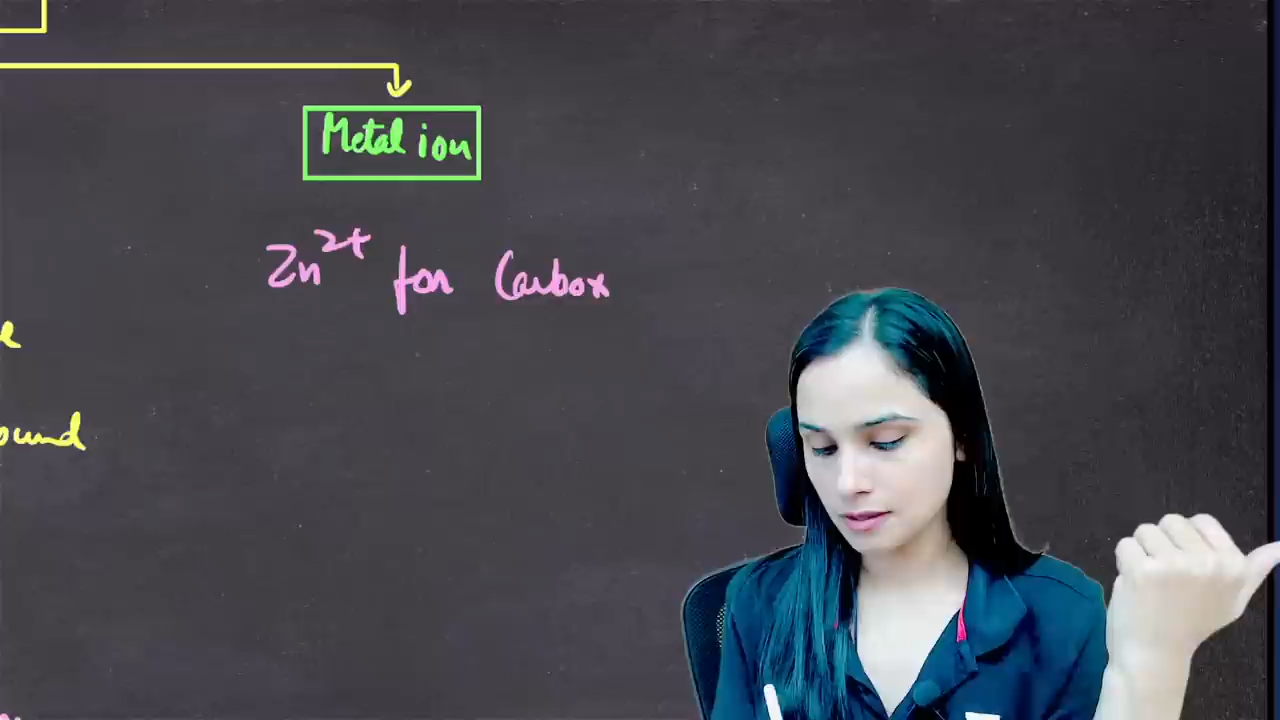 Metal ion
Zn²⁺ for Carbox
e
ound